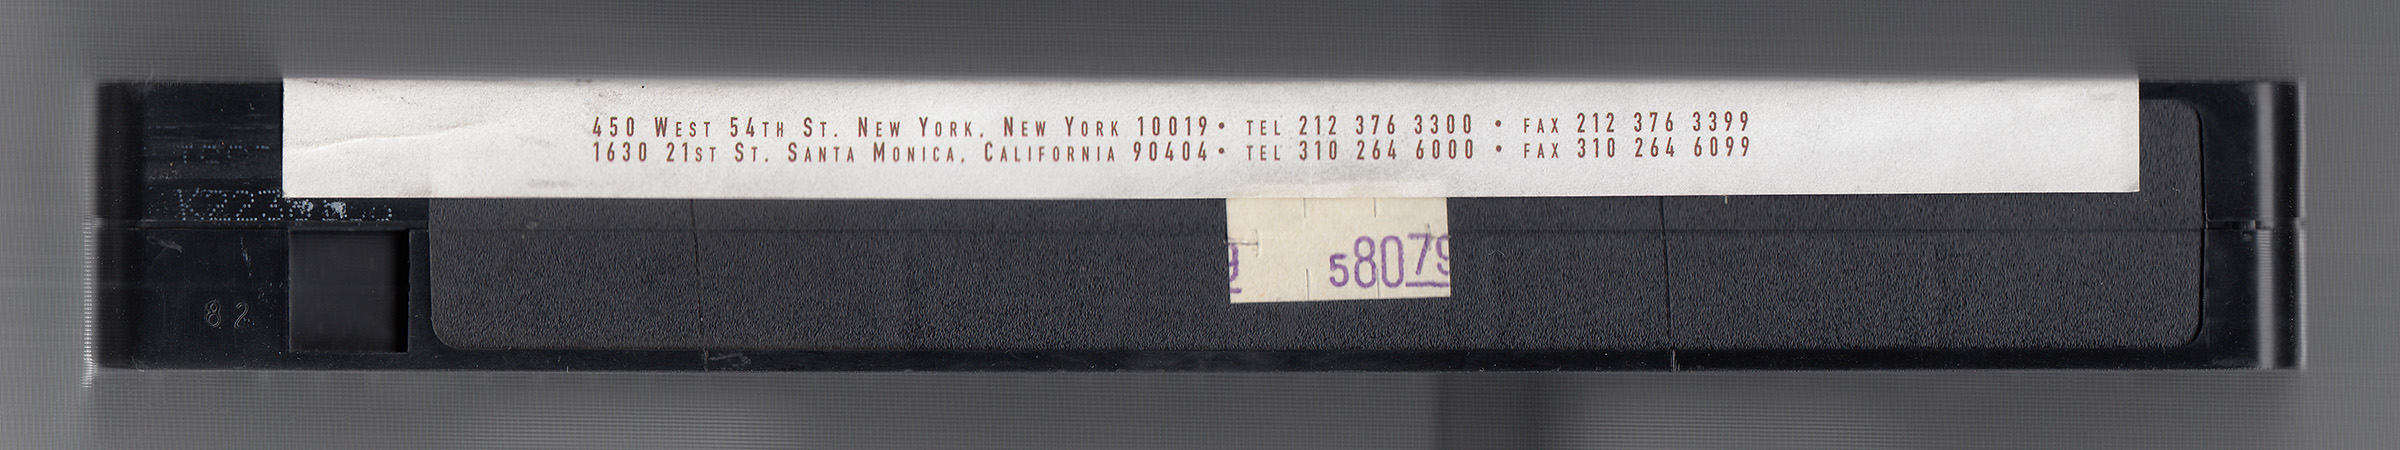 450 West 54th St. New York, New York 10019• tel 212 376 3300 • fax 212 376 3399
1630 21st St. Santa Monica, California 90404• tel 310 264 6000 • fax 310 264 6099
58079
82